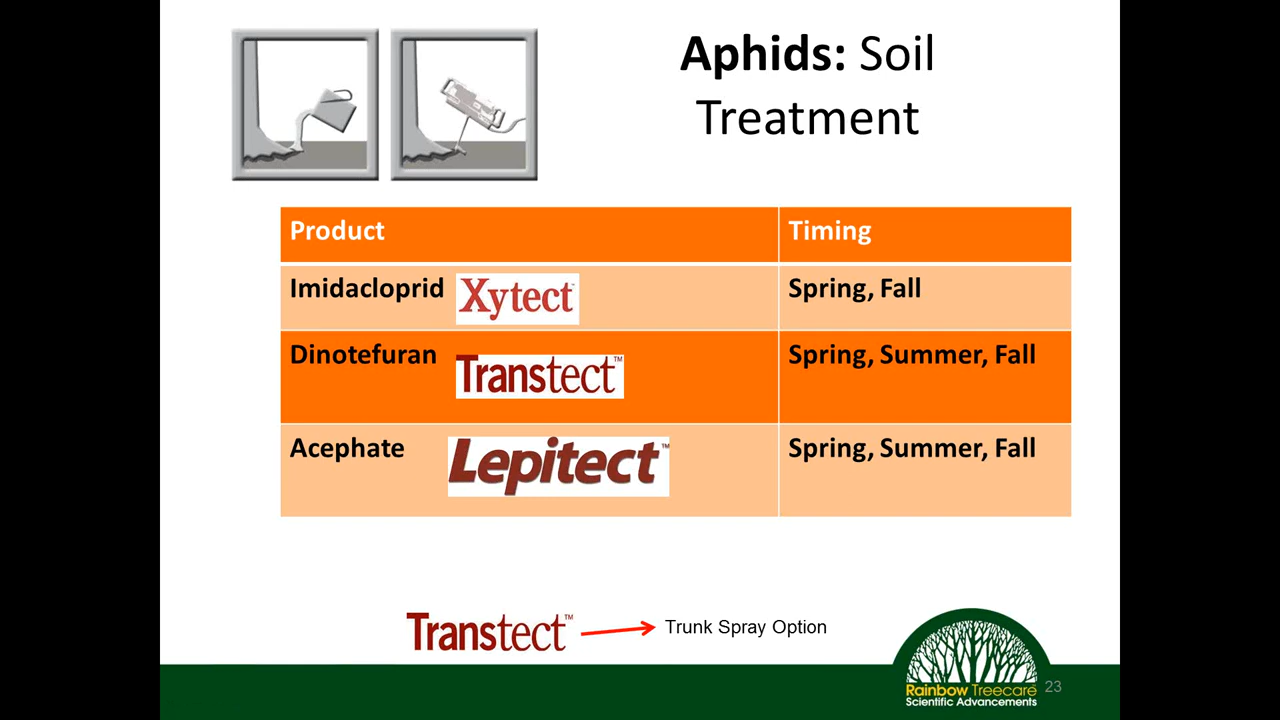 Aphids: Soil
Treatment
Product Timing
Imidacloprid Xytect™ Spring, Fall
Dinotefuran Transtect™ Spring, Summer, Fall
Acephate Lepitect™ Spring, Summer, Fall
Transtect™ Trunk Spray Option
Rainbow Treecare
Scientific Advancements
23